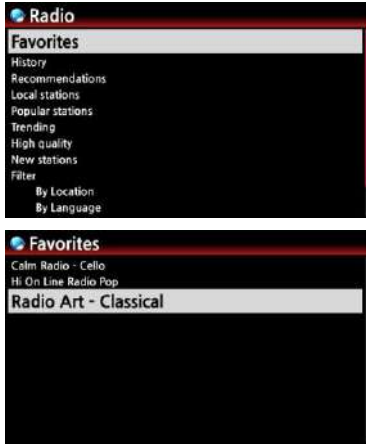 Radio
Favorites
History
Recommendations
Local stations
Popular stations
Trending
High quality
New stations
Filter
By Location
By Language
Favorites
Calm Radio - Cello
Hi On Line Radio Pop
Radio Art - Classical